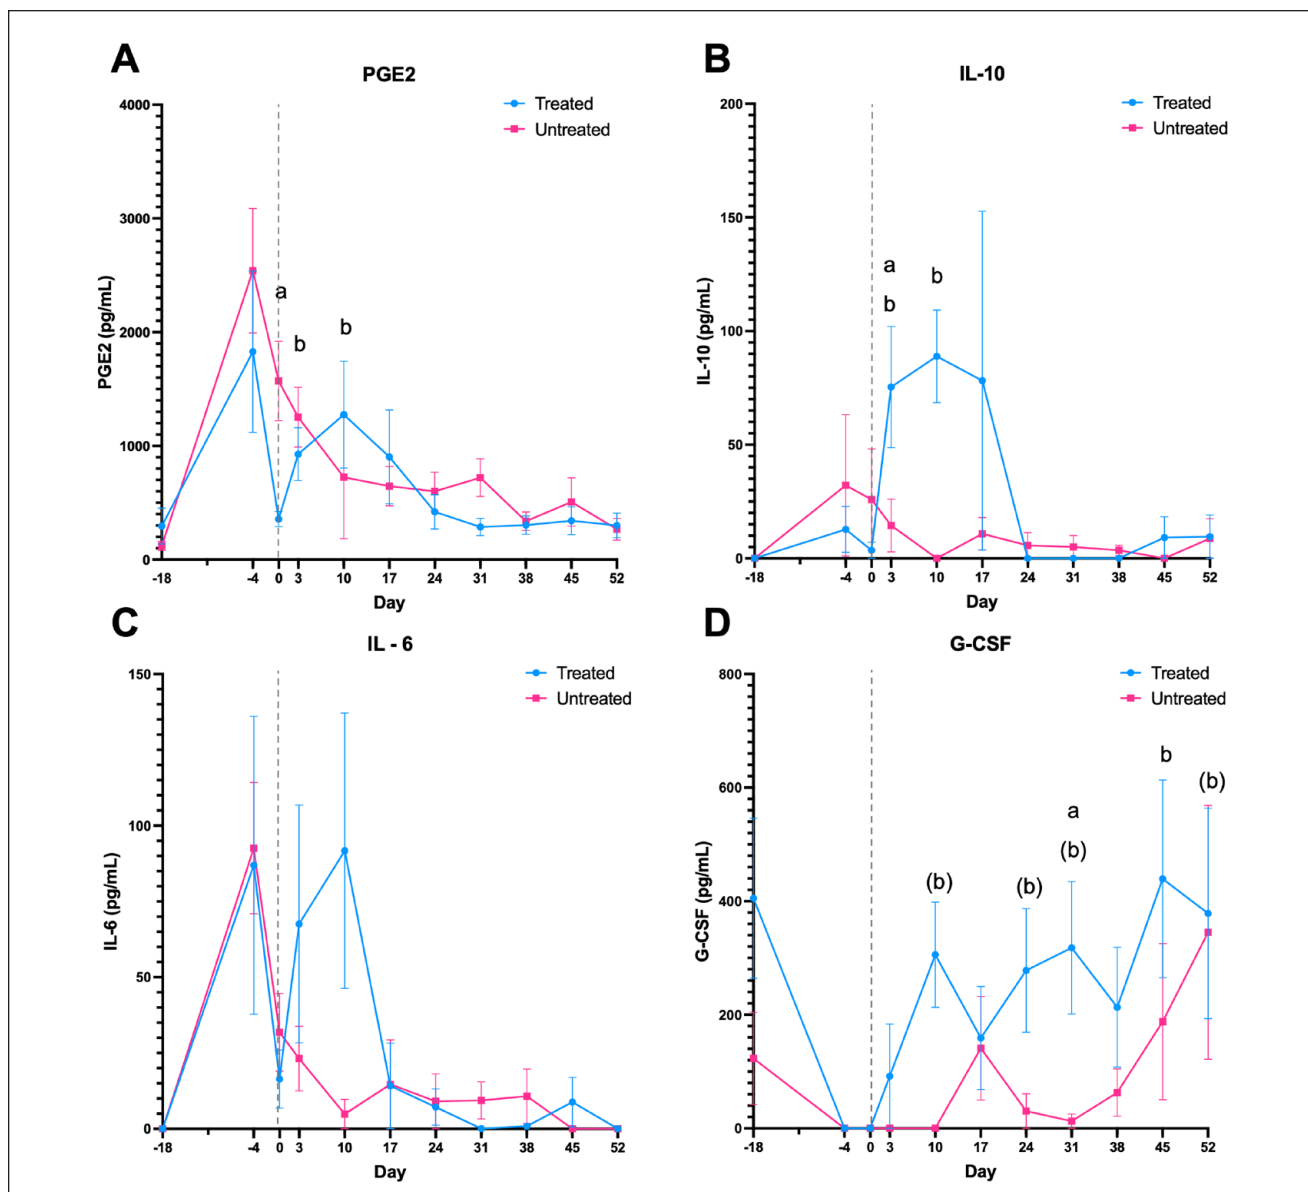 A
PGE2
Treated
Untreated
4000
3000
2000
1000
0
PGE2 (pg/mL)
a
b
b
-18
-4
0
3
10
17
24
31
38
45
52
Day
B
IL-10
Treated
Untreated
200
150
100
50
0
IL-10 (pg/mL)
a
b
b
-18
-4
0
3
10
17
24
31
38
45
52
Day
C
IL - 6
Treated
Untreated
150
100
50
0
IL-6 (pg/mL)
-18
-4
0
3
10
17
24
31
38
45
52
Day
D
G-CSF
Treated
Untreated
800
600
400
200
0
G-CSF (pg/mL)
(b)
(b)
a
(b)
b
(b)
-18
-4
0
3
10
17
24
31
38
45
52
Day